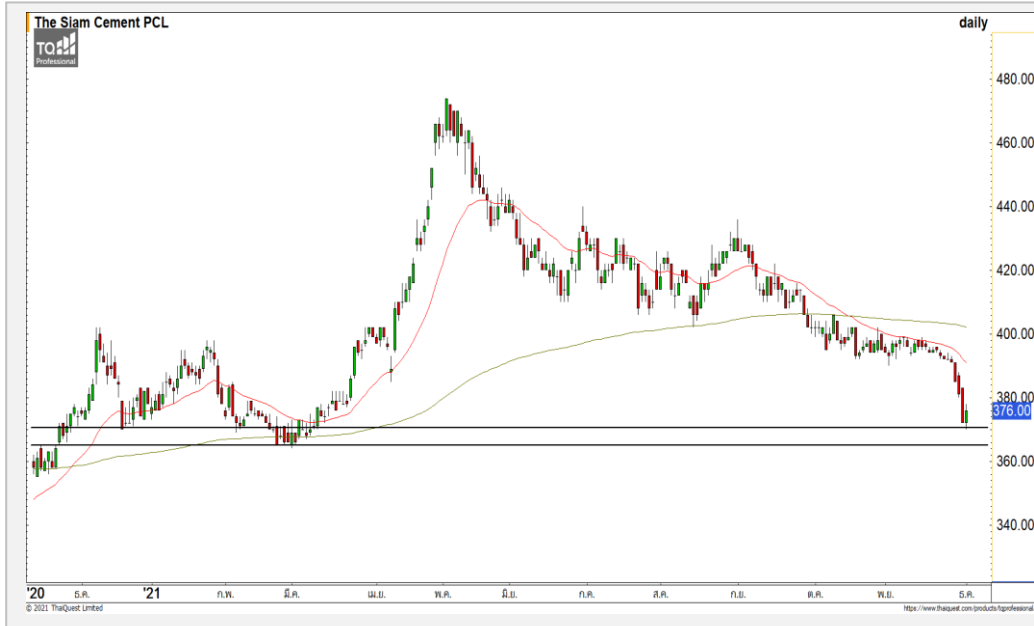 The Siam Cement PCL daily
TQ
Professional
480.00
460.00
440.00
420.00
400.00
380.00
376.00
360.00
340.00
'20 ธ.ค. '21 ก.พ. มี.ค. เม.ย. พ.ค. มิ.ย. ก.ค. ส.ค. ก.ย. ต.ค. พ.ย. ธ.ค.
© 2021 ThaiQuest Limited https://www.thaiquest.com/products/tqprofessional